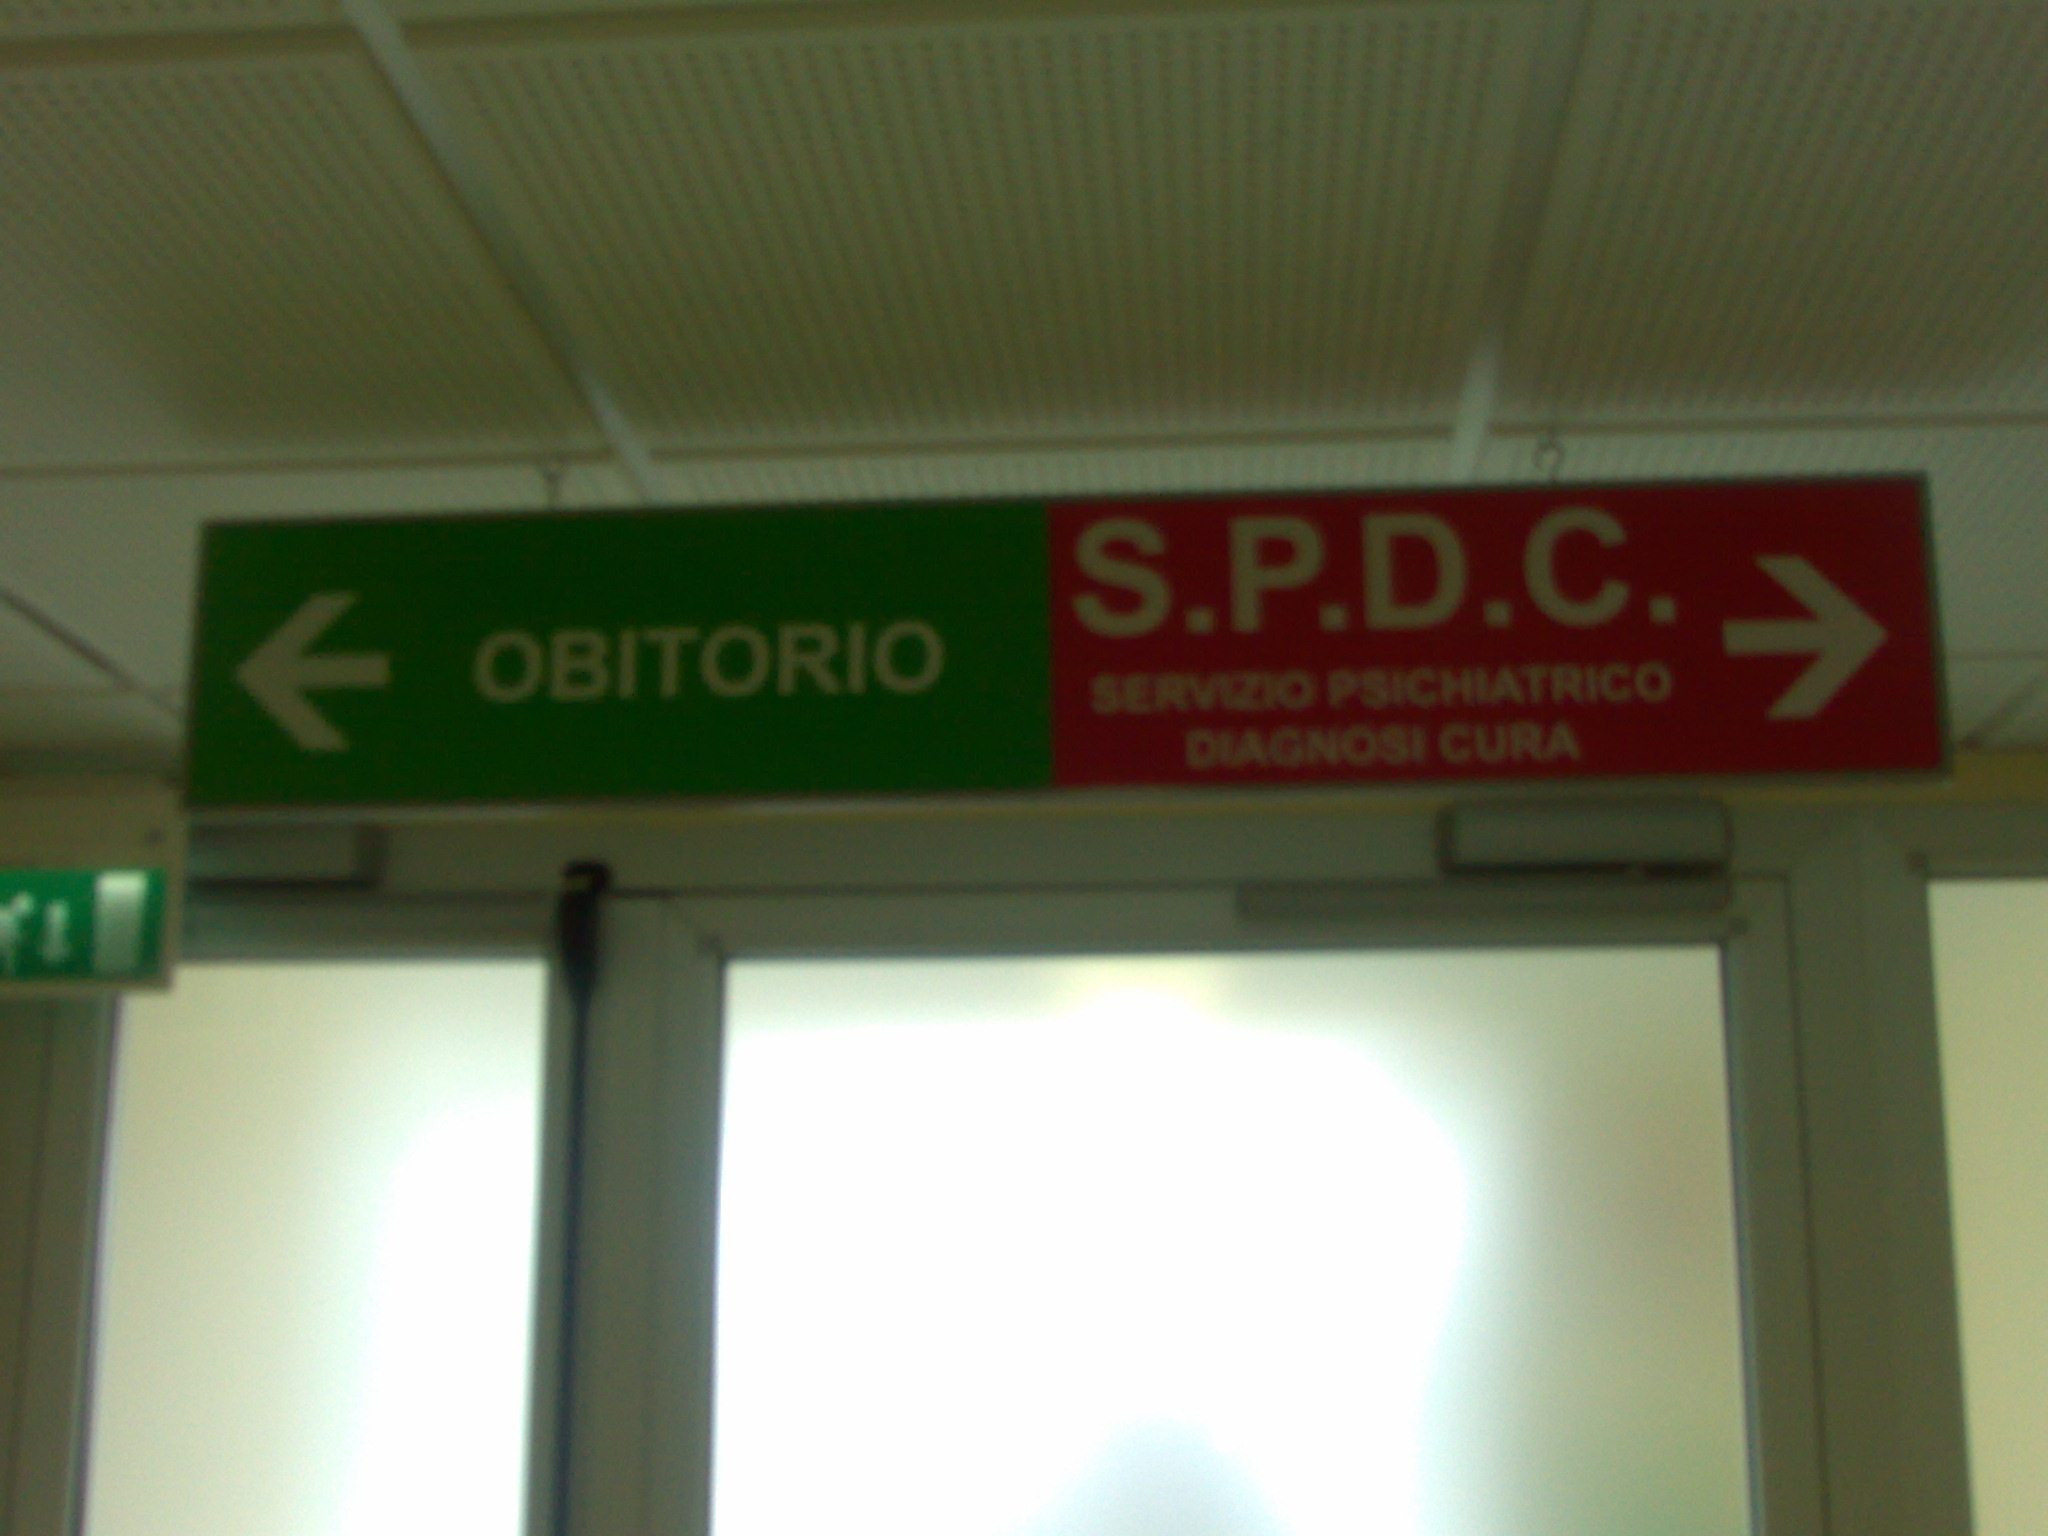 OBITORIO
S.P.D.C.
SERVIZIO PSICHIATRICO
DIAGNOSI CURA